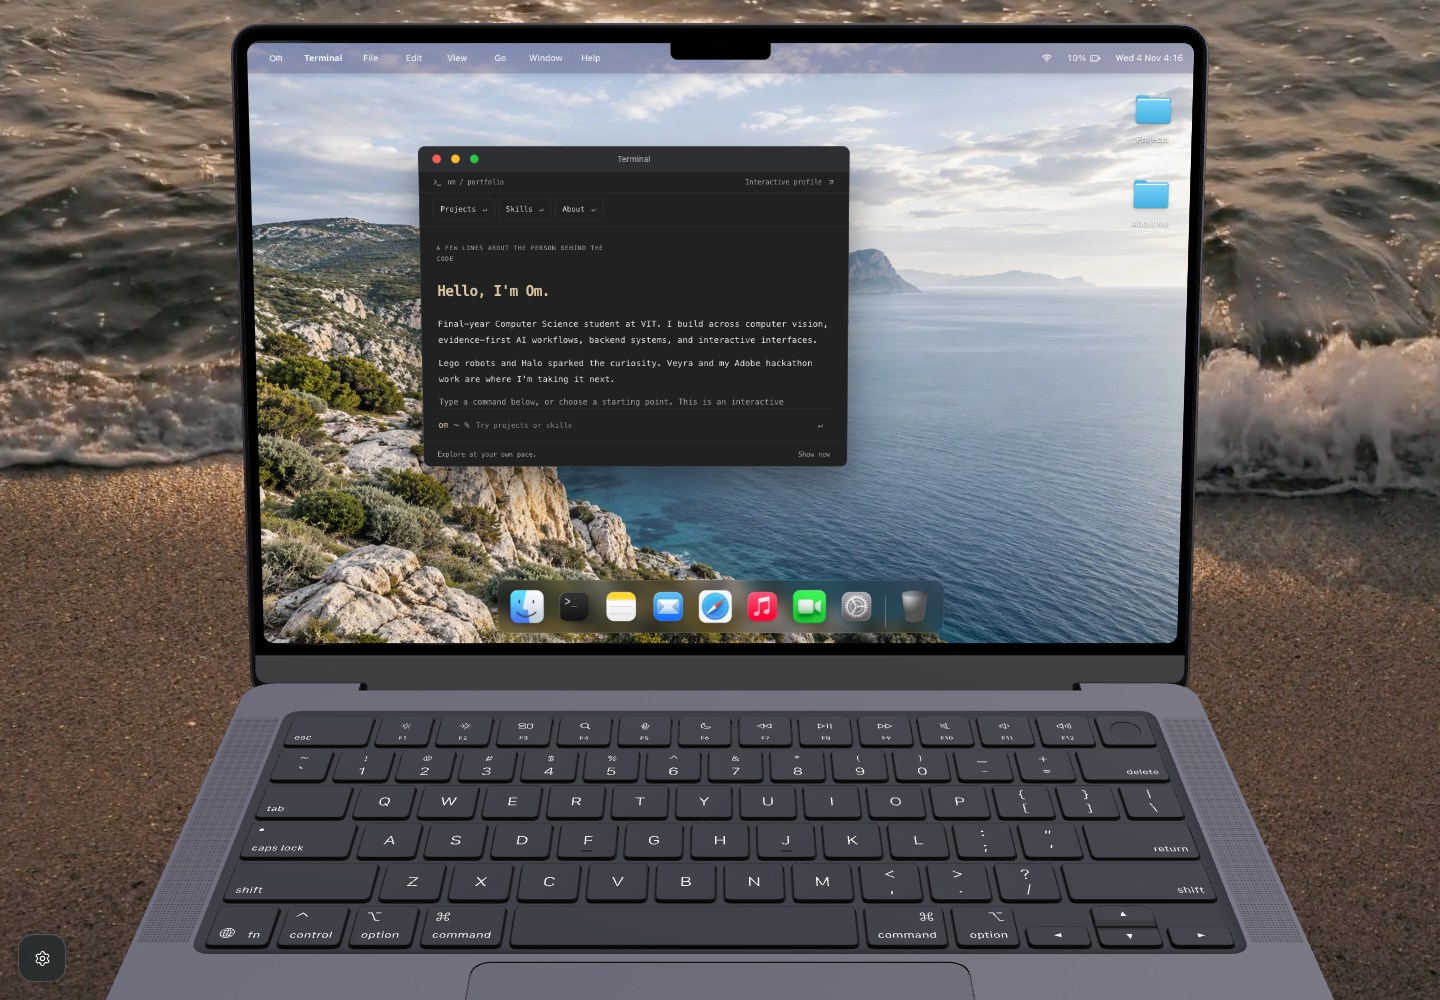 Om Terminal File Edit View Go Window Help 10% Wed 4 Nov 4:16
Projects
About Me
Terminal
>_ om / portfolio Interactive profile ↗
Projects ↵ Skills ↵ About ↵
A FEW LINES ABOUT THE PERSON BEHIND THE
CODE
Hello, I'm Om.
Final-year Computer Science student at VIT. I build across computer vision,
evidence-first AI workflows, backend systems, and interactive interfaces.
Lego robots and Halo sparked the curiosity. Veyra and my Adobe hackathon
work are where I'm taking it next.
Type a command below, or choose a starting point. This is an interactive
om ~ % Try projects or skills ↵
Explore at your own pace. Show now
>_
esc F1 F2 F3 F4 F5 F6 F7 F8 F9 F10 F11 F12
~ ! @ # $ % ^ & * ( ) — +
` 1 2 3 4 5 6 7 8 9 0 - = delete
tab Q W E R T Y U I O P { [ } ] | \
caps lock A S D F G H J K L : ; " ' return
shift Z X C V B N M < , > . ? / shift
fn ^ control ⌥ option ⌘ command ⌘ command ⌥ option ◄ ▲ ▼ ►